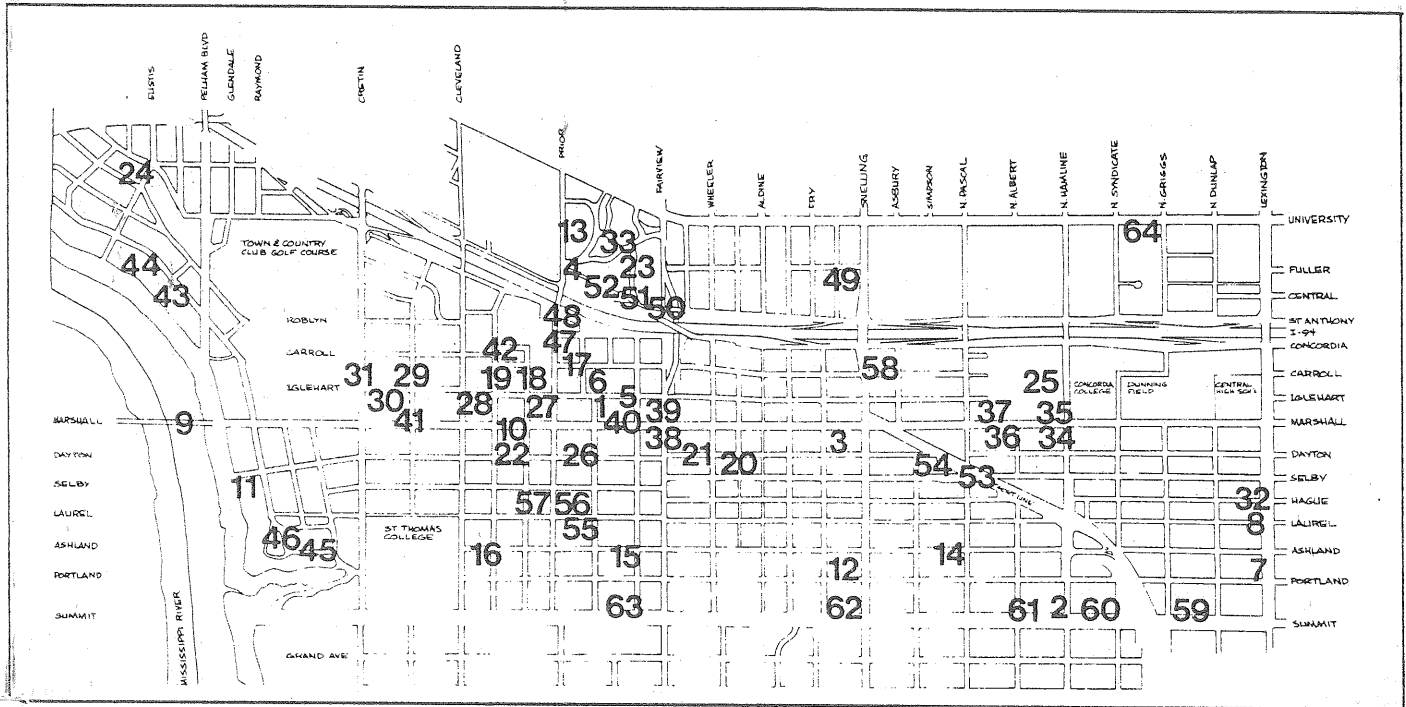 EUSTIS
PELHAM BLVD
GLENDALE
RAYMOND
CRETIN
CLEVELAND
PRIOR
FAIRVIEW
WHEELER
ALDINE
FRY
SNELLING
ASBURY
SIMPSON
N. PASCAL
N. ALBERT
N. HAMLINE
N. SYNDICATE
N. GRIGGS
N. DUNLAP
LEXINGTON
24
13
33
64
UNIVERSITY
TOWN & COUNTRY
CLUB GOLF COURSE
44
43
4
23
52
51
50
49
FULLER
CENTRAL
ROBLYN
48
ST ANTHONY
I-94
CONCORDIA
CARROLL
42
47
17
58
CARROLL
31
29
19
18
6
25
IGLEHART
CONCORDIA
COLLEGE
DUNNING
FIELD
CENTRAL
HIGH SCH.
30
28
27
1
5
39
37
35
IGLEHART
MARSHALL
9
41
10
40
38
3
36
34
MARSHALL
DAYTON
22
26
21
20
54
53
DAYTON
SELBY
11
SELBY
57
56
32
HAGUE
LAUREL
55
8
LAUREL
46
45
ST THOMAS
COLLEGE
ASHLAND
16
15
14
ASHLAND
PORTLAND
12
7
PORTLAND
SUMMIT
63
62
61
2
60
59
SUMMIT
GRAND AVE
MISSISSIPPI RIVER